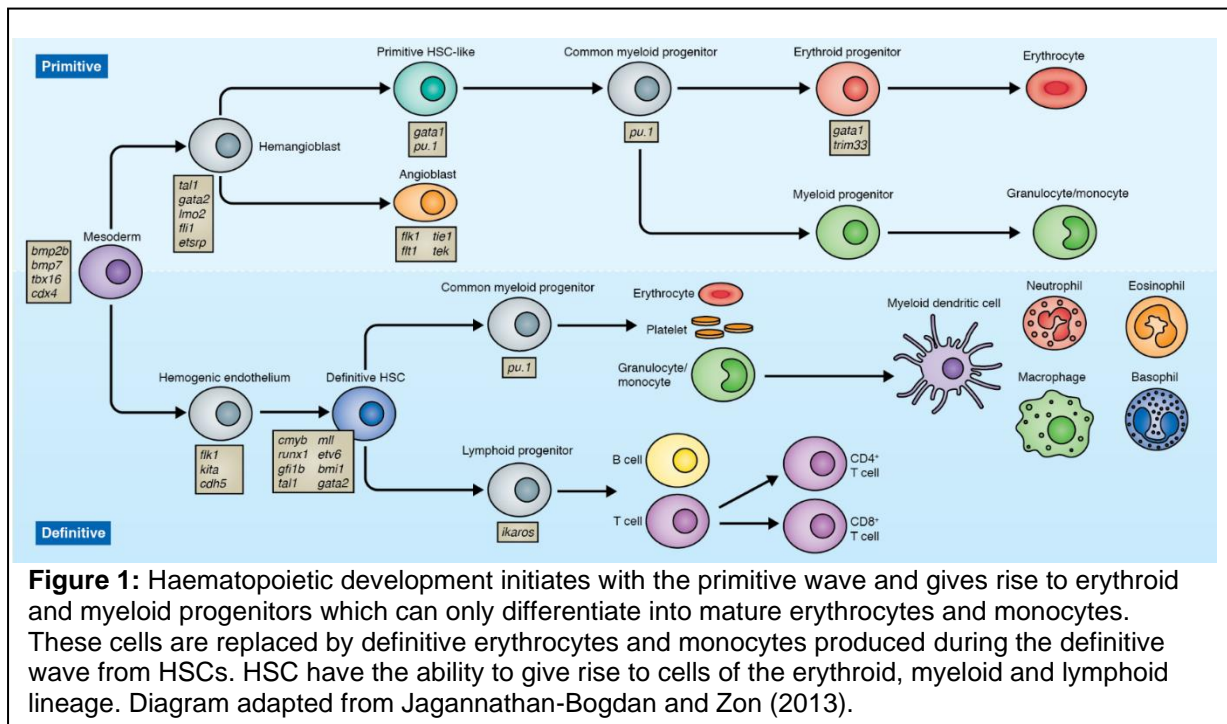 Primitive
Primitive HSC-like
Common myeloid progenitor
Erythroid progenitor
Erythrocyte
gata1
pu.1
pu.1
gata1
trim33
Hemangioblast
tal1
gata2
lmo2
fli1
etsrp
Angioblast
flk1 tie1
flt1 tek
Myeloid progenitor
Granulocyte/monocyte
Mesoderm
bmp2b
bmp7
tbx16
cdx4
Common myeloid progenitor
pu.1
Erythrocyte
Platelet
Granulocyte/
monocyte
Myeloid dendritic cell
Neutrophil
Eosinophil
Macrophage
Basophil
Hemogenic endothelium
flk1
kita
cdh5
Definitive HSC
cmyb mll
runx1 etv6
gfi1b bmi1
tal1 gata2
Lymphoid progenitor
ikaros
B cell
T cell
CD4+
T cell
CD8+
T cell
Definitive
Figure 1: Haematopoietic development initiates with the primitive wave and gives rise to erythroid
and myeloid progenitors which can only differentiate into mature erythrocytes and monocytes.
These cells are replaced by definitive erythrocytes and monocytes produced during the definitive
wave from HSCs. HSC have the ability to give rise to cells of the erythroid, myeloid and lymphoid
lineage. Diagram adapted from Jagannathan-Bogdan and Zon (2013).